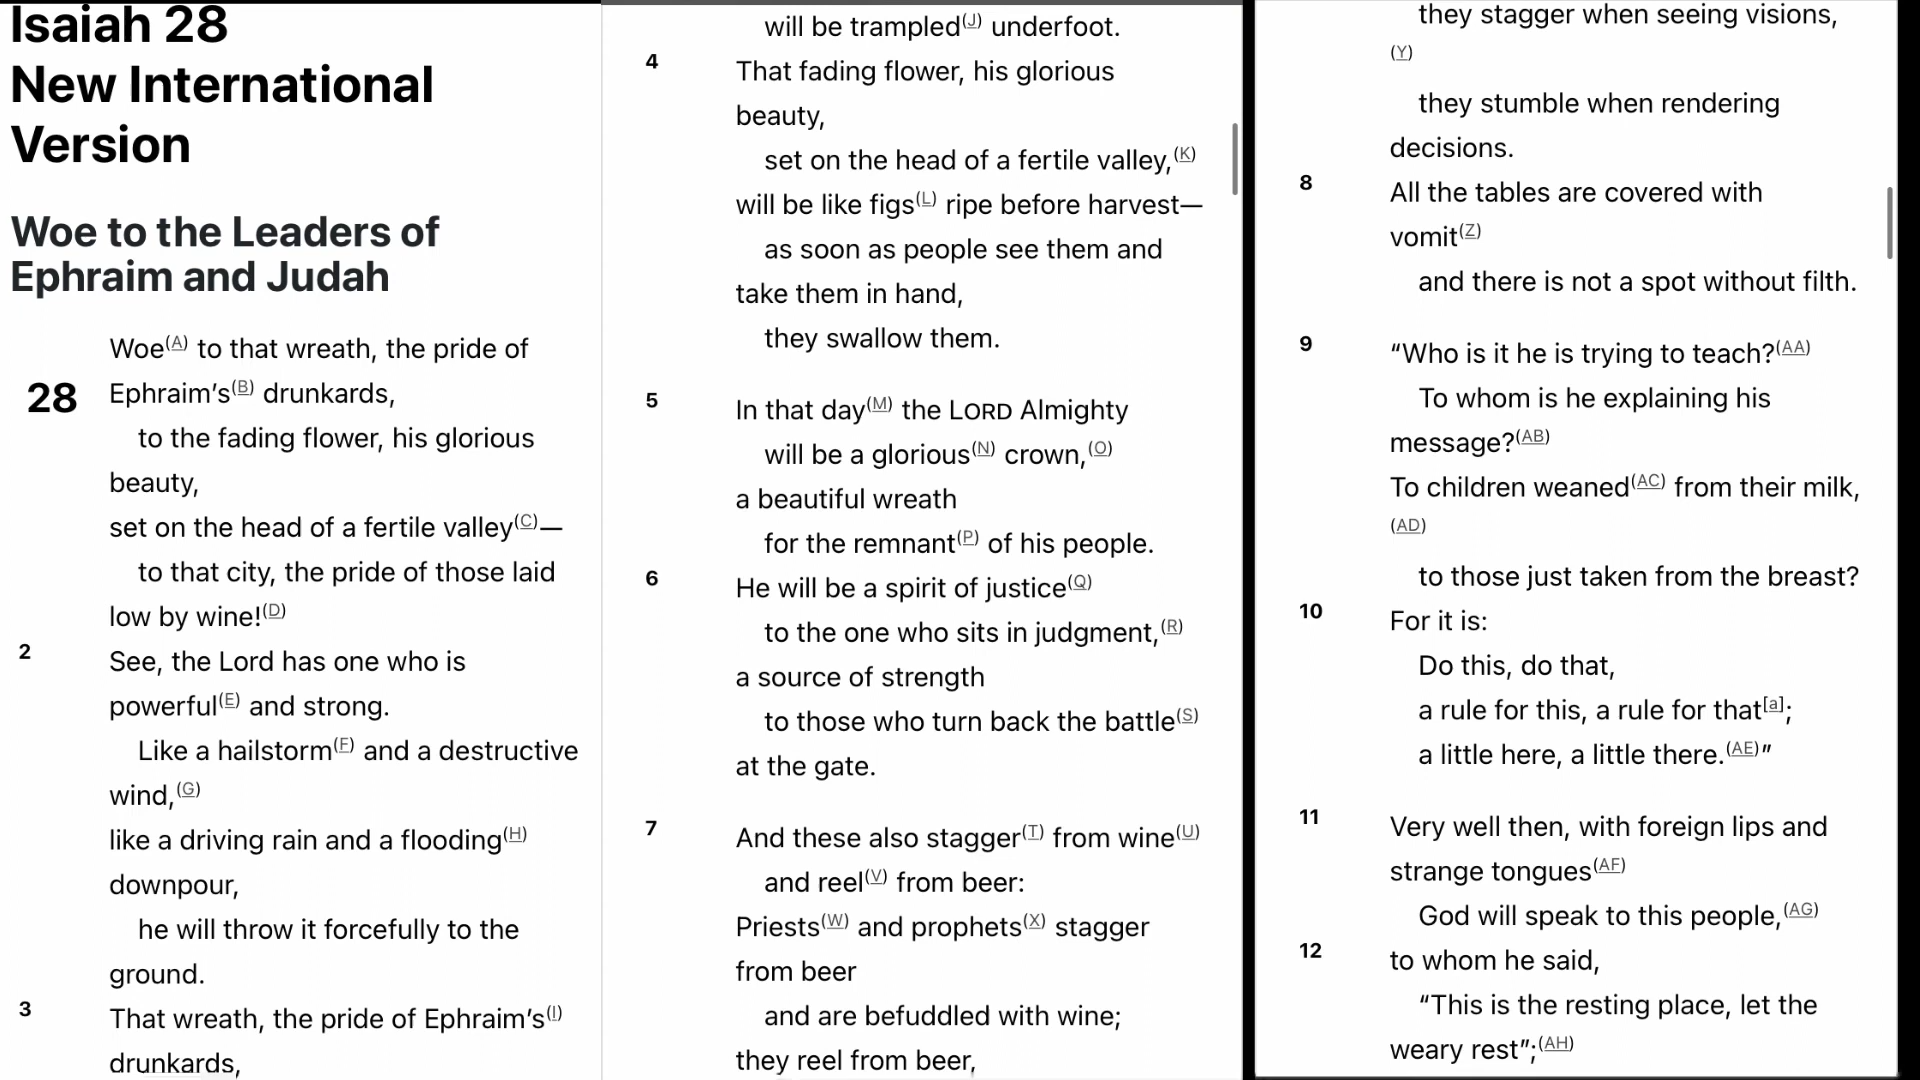 Isaiah 28
New International
Version
Woe to the Leaders of
Ephraim and Judah
28
Woe(A) to that wreath, the pride of
Ephraim’s(B) drunkards,
to the fading flower, his glorious
beauty,
set on the head of a fertile valley(C)—
to that city, the pride of those laid
low by wine!(D)
2 See, the Lord has one who is
powerful(E) and strong.
Like a hailstorm(F) and a destructive
wind,(G)
like a driving rain and a flooding(H)
downpour,
he will throw it forcefully to the
ground.
3 That wreath, the pride of Ephraim’s(I)
drunkards,
will be trampled(J) underfoot.
4 That fading flower, his glorious
beauty,
set on the head of a fertile valley,(K)
will be like figs(L) ripe before harvest—
as soon as people see them and
take them in hand,
they swallow them.
5 In that day(M) the LORD Almighty
will be a glorious(N) crown,(O)
a beautiful wreath
for the remnant(P) of his people.
6 He will be a spirit of justice(Q)
to the one who sits in judgment,(R)
a source of strength
to those who turn back the battle(S)
at the gate.
7 And these also stagger(T) from wine(U)
and reel(V) from beer:
Priests(W) and prophets(X) stagger
from beer
and are befuddled with wine;
they reel from beer,
they stagger when seeing visions,
(Y)
they stumble when rendering
decisions.
8 All the tables are covered with
vomit(Z)
and there is not a spot without filth.
9 “Who is it he is trying to teach?(AA)
To whom is he explaining his
message?(AB)
To children weaned(AC) from their milk,
(AD)
to those just taken from the breast?
10 For it is:
Do this, do that,
a rule for this, a rule for that[a];
a little here, a little there.(AE)”
11 Very well then, with foreign lips and
strange tongues(AF)
God will speak to this people,(AG)
12 to whom he said,
“This is the resting place, let the
weary rest”;(AH)